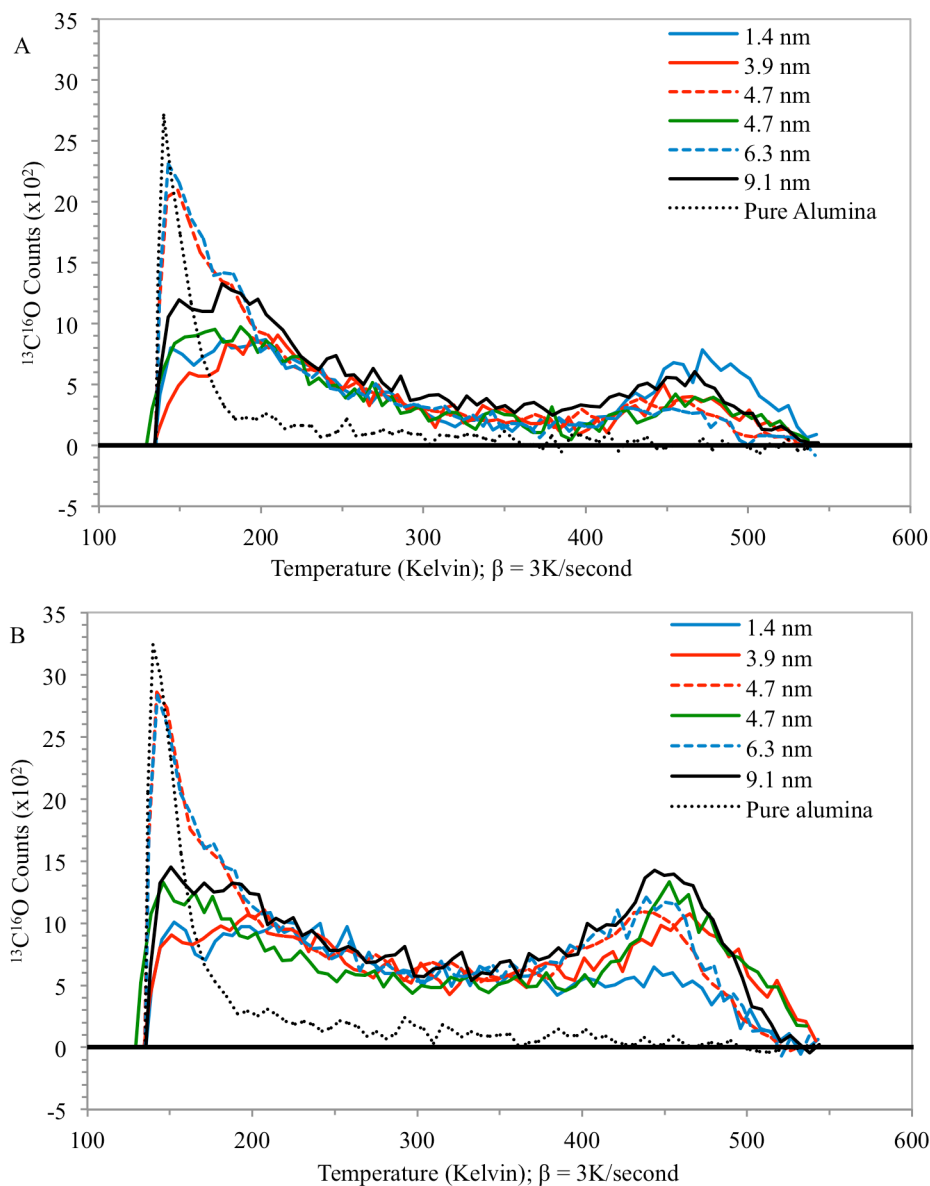 A
35
30
25
20
15
10
5
0
-5
¹³C¹⁶O Counts (x10²)
1.4 nm
3.9 nm
4.7 nm
4.7 nm
6.3 nm
9.1 nm
Pure Alumina
100 200 300 400 500 600
Temperature (Kelvin); β = 3K/second
B
35
30
25
20
15
10
5
0
-5
¹³C¹⁶O Counts (x10²)
1.4 nm
3.9 nm
4.7 nm
4.7 nm
6.3 nm
9.1 nm
Pure alumina
100 200 300 400 500 600
Temperature (Kelvin); β = 3K/second